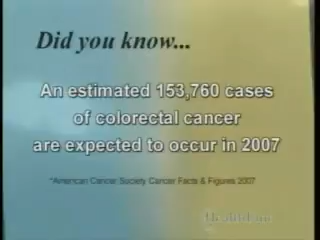 Did you know...
An estimated 153,760 cases
of colorectal cancer
are expected to occur in 2007
*American Cancer Society Cancer Facts & Figures 2007